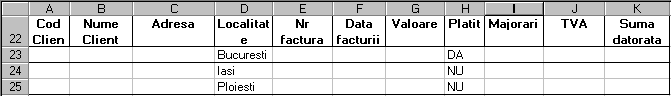 A B C D E F G H I J K
22 Cod Clien Nume Client Adresa Localitat e Nr factura Data facturii Valoare Platit Majorari TVA Suma datorata
23 Bucuresti DA
24 Iasi NU
25 Ploiesti NU